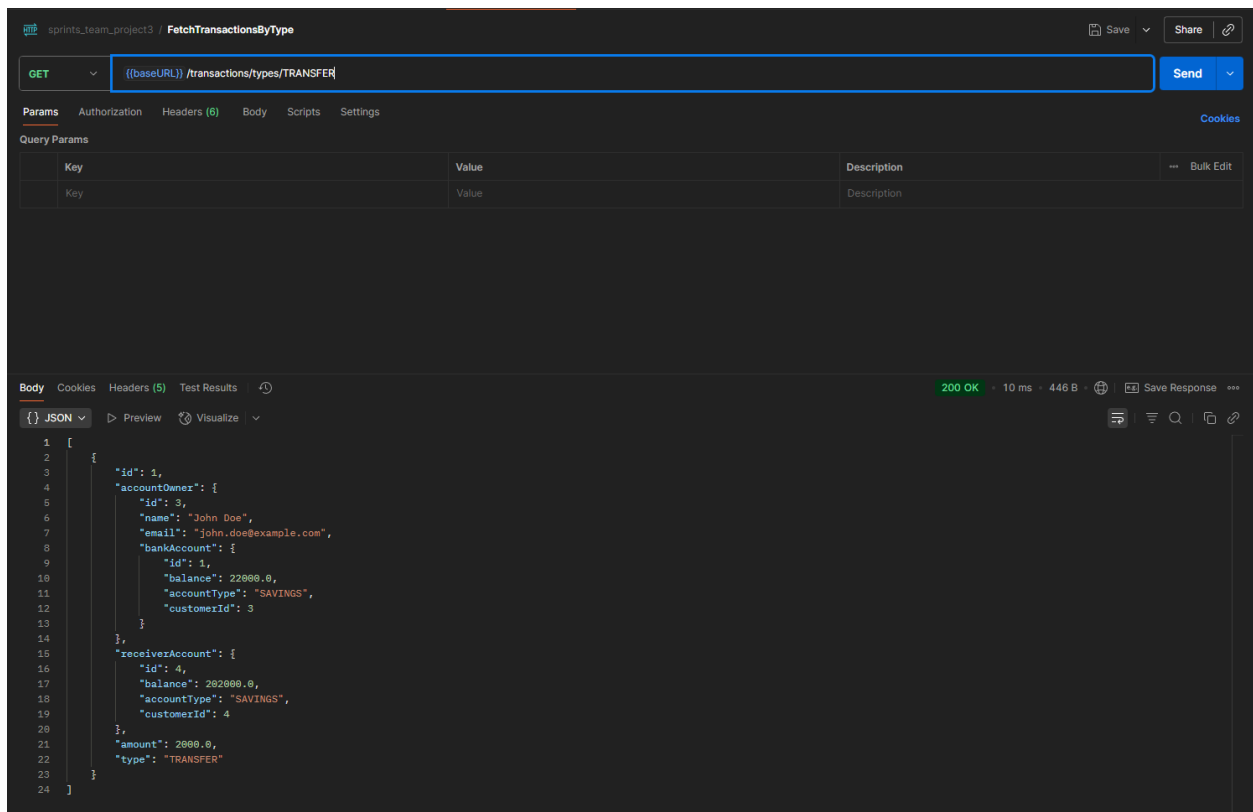 HTTP sprints_team_project3 / FetchTransactionsByType Save Share
GET {{baseURL}} /transactions/types/TRANSFER Send
Params Authorization Headers (6) Body Scripts Settings Cookies
Query Params
Key Value Description Bulk Edit
Key Value Description
Body Cookies Headers (5) Test Results 200 OK 10 ms 446 B e.g. Save Response
{} JSON Preview Visualize
1 [
2 {
3 "id": 1,
4 "accountOwner": {
5 "id": 3,
6 "name": "John Doe",
7 "email": "john.doe@example.com",
8 "bankAccount": {
9 "id": 1,
10 "balance": 22000.0,
11 "accountType": "SAVINGS",
12 "customerId": 3
13 }
14 },
15 "receiverAccount": {
16 "id": 4,
17 "balance": 202000.0,
18 "accountType": "SAVINGS",
19 "customerId": 4
20 },
21 "amount": 2000.0,
22 "type": "TRANSFER"
23 }
24 ]